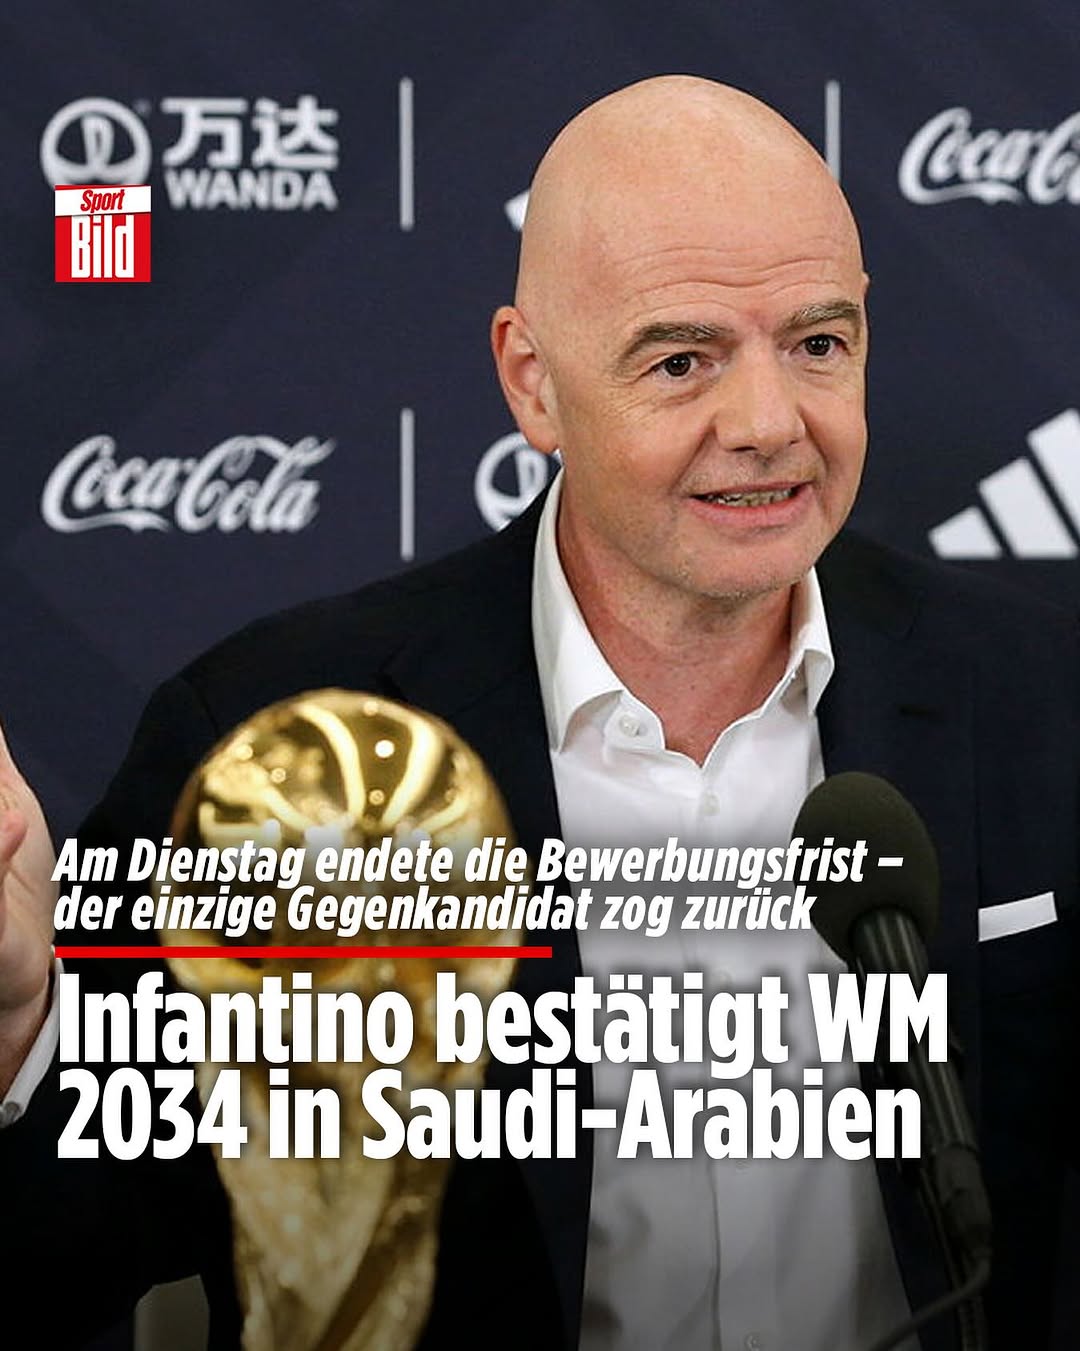 万达
WANDA
Coca-Co
Sport
Bild
Coca-Cola
Am Dienstag endete die Bewerbungsfrist –
der einzige Gegenkandidat zog zurück
Infantino bestätigt WM
2034 in Saudi-Arabien